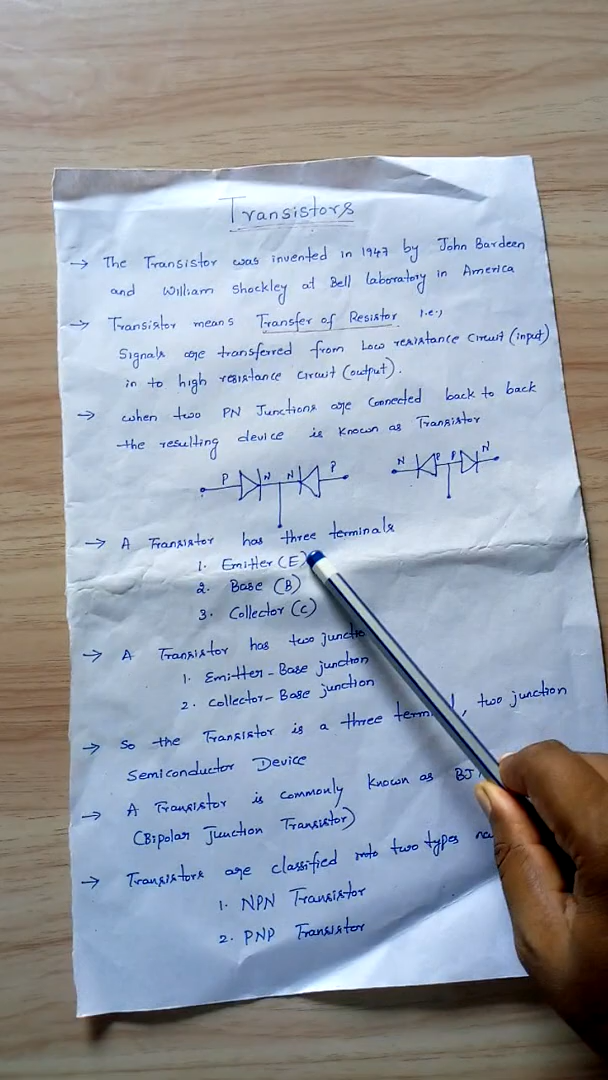 Transistors
→ The Transistor was invented in 1947 by John Bardeen
and William Shockley at Bell laboratory in America
→ Transistor means Transfer of Resistor i.e.,
Signals are transferred from Low resistance circuit (input)
in to high resistance circuit (output).
→ when two PN Junctions are connected back to back
the resulting device is known as Transistor
P N N P N P P N
→ A Transistor has three terminals
1. Emitter (E)
2. Base (B)
3. Collector (C)
→ A Transistor has two
1. Emitter-Base junction
2. Collector-Base junction
→ So the Transistor is a three , two junction
Semiconductor Device
→ A Transistor is commonly known as
(Bipolar Junction Transistor)
→ Transistors are classified into two types
1. NPN Transistor
2. PNP Transistor